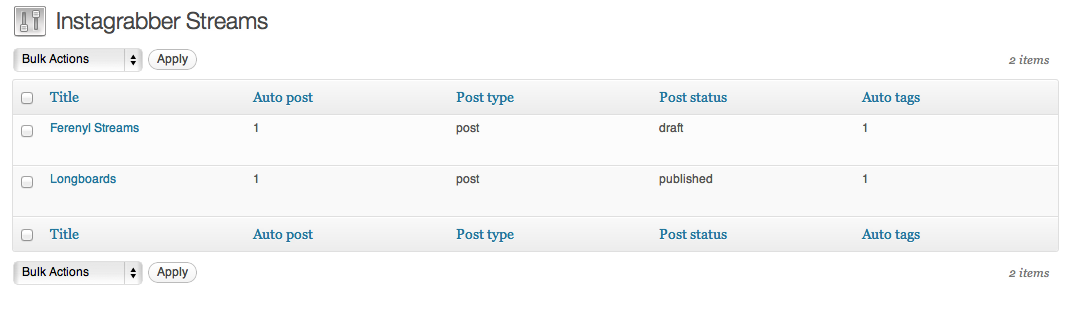 Instagrabber Streams
Bulk Actions Apply 2 items
Title Auto post Post type Post status Auto tags
Ferenyl Streams 1 post draft 1
Longboards 1 post published 1
Title Auto post Post type Post status Auto tags
Bulk Actions Apply 2 items